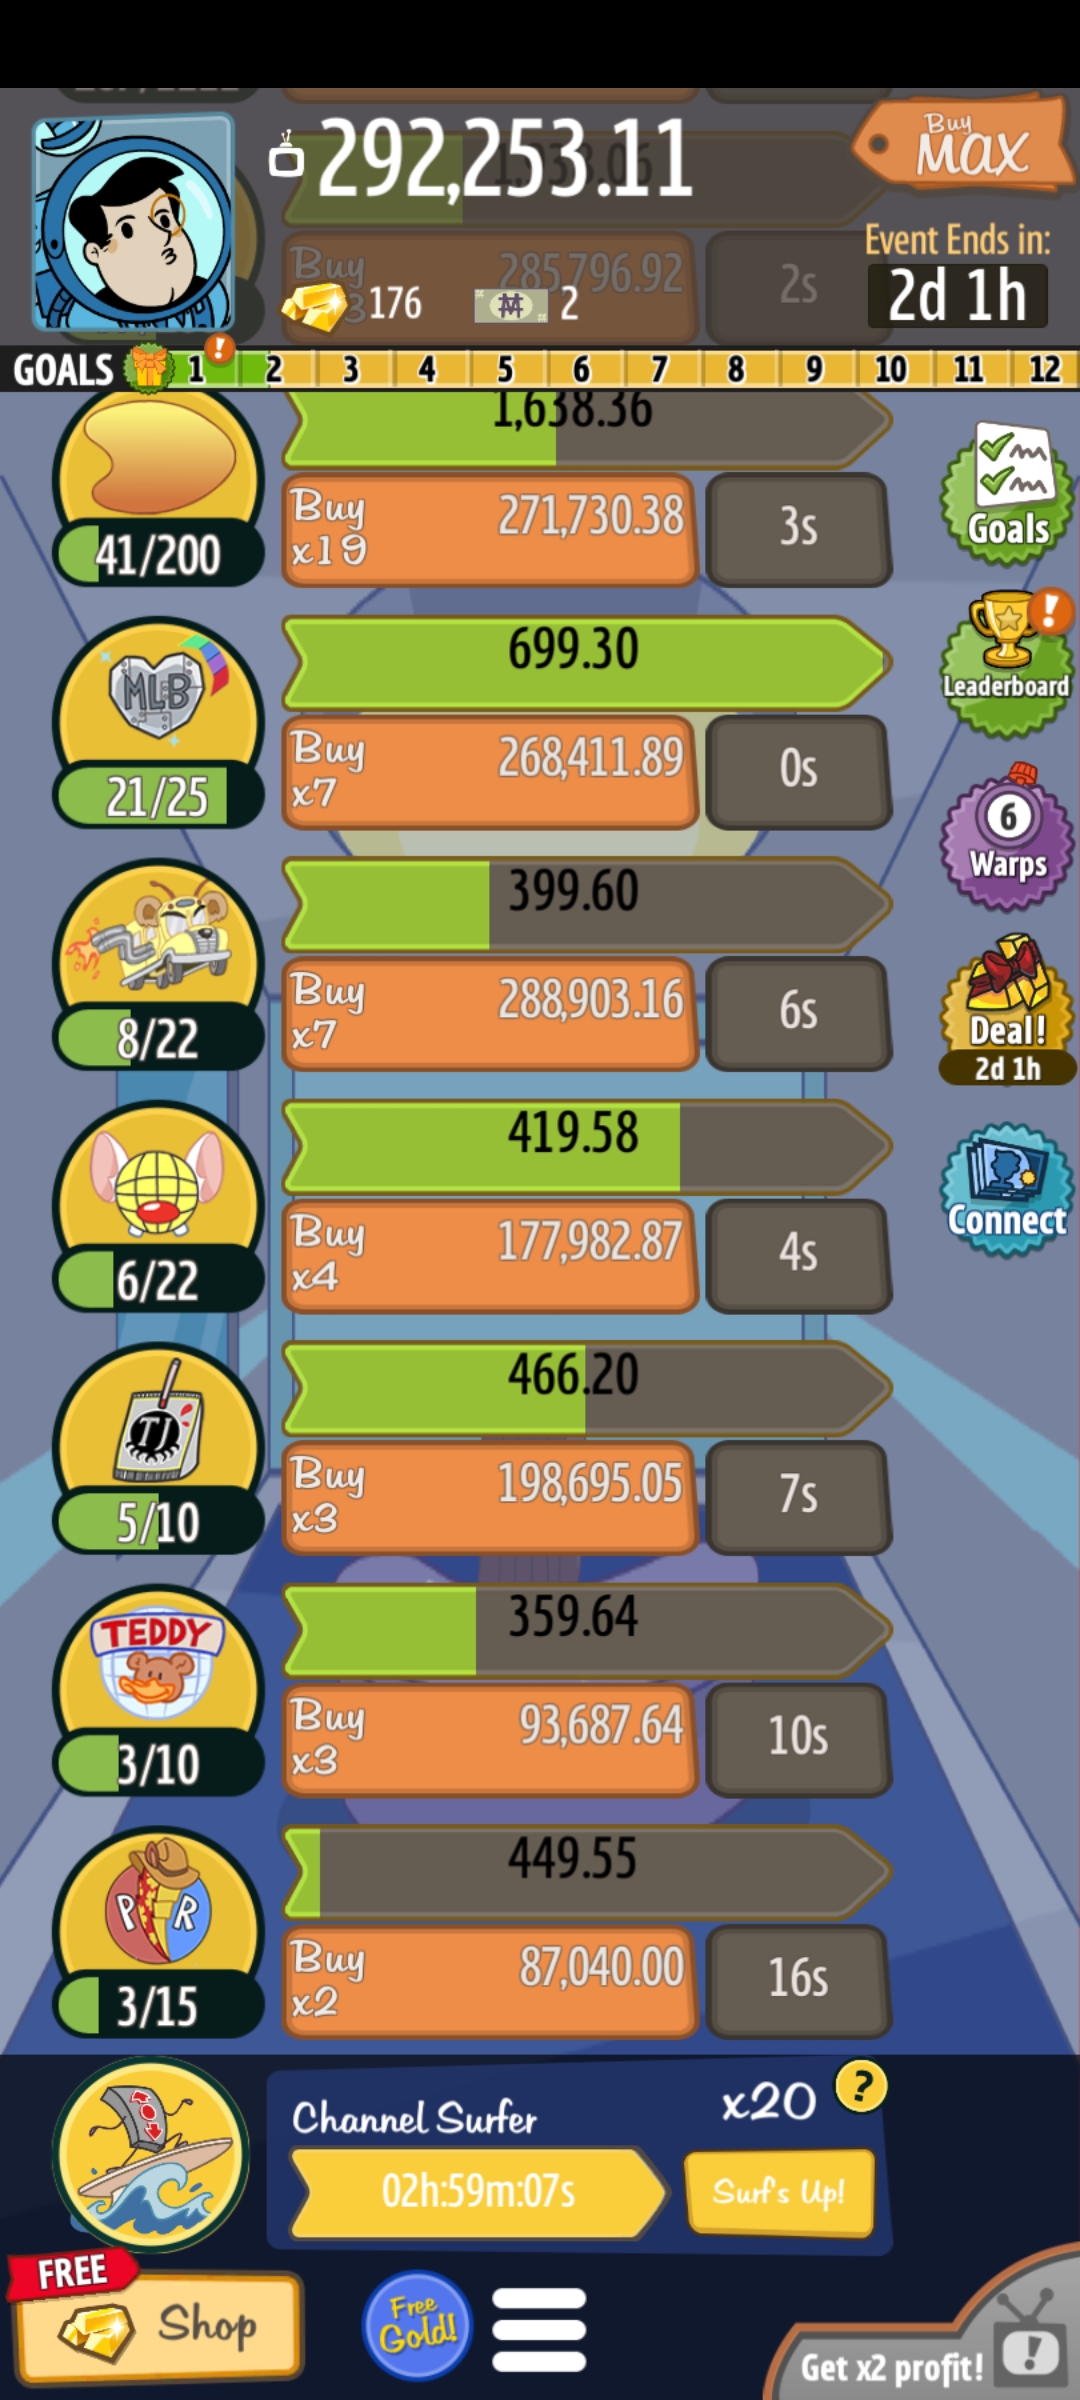 Buy
MAX
292,253.11
Event Ends in:
2d 1h
Buy
285,796.92
2s
176
2
GOALS 1 2 3 4 5 6 7 8 9 10 11 12
1,638.36
Buy
x19
271,730.38
3s
41/200
Goals
MLB
699.30
Buy
x7
268,411.89
0s
21/25
Leaderboard
6
Warps
399.60
Buy
x7
288,903.16
6s
8/22
Deal!
2d 1h
419.58
Buy
x4
177,982.87
4s
6/22
Connect
TJ
466.20
Buy
x3
198,695.05
7s
5/10
TEDDY
359.64
Buy
x3
93,687.64
10s
3/10
P R
449.55
Buy
x2
87,040.00
16s
3/15
Channel Surfer
x20
?
02h:59m:07s
Surf's Up!
FREE
Shop
Free
Gold!
Get x2 profit!